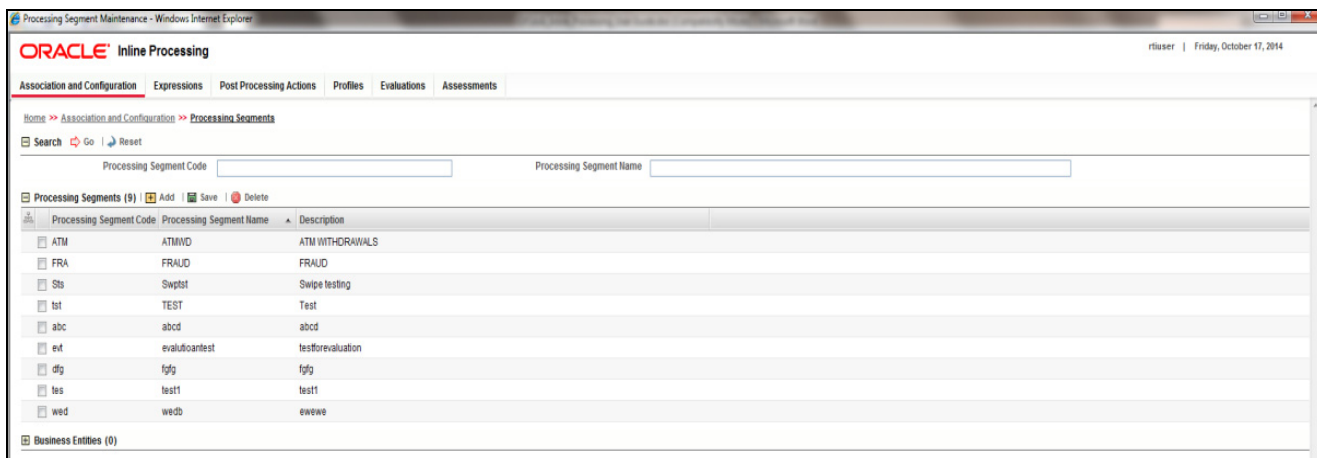 Processing Segment Maintenance - Windows Internet Explorer
ORACLE Inline Processing
rtiuser | Friday, October 17, 2014
Association and Configuration Expressions Post Processing Actions Profiles Evaluations Assessments
Home >> Association and Configuration >> Processing Segments
Search Go | Reset
Processing Segment Code Processing Segment Name
Processing Segments (9) | Add | Save | Delete
Processing Segment Code Processing Segment Name Description
ATM ATMWD ATM WITHDRAWALS
FRA FRAUD FRAUD
Sts Swptst Swipe testing
tst TEST Test
abc abcd abcd
evt evalutioantest testforevaluation
dfg fgfg fgfg
tes test1 test1
wed wedb ewewe
Business Entities (0)